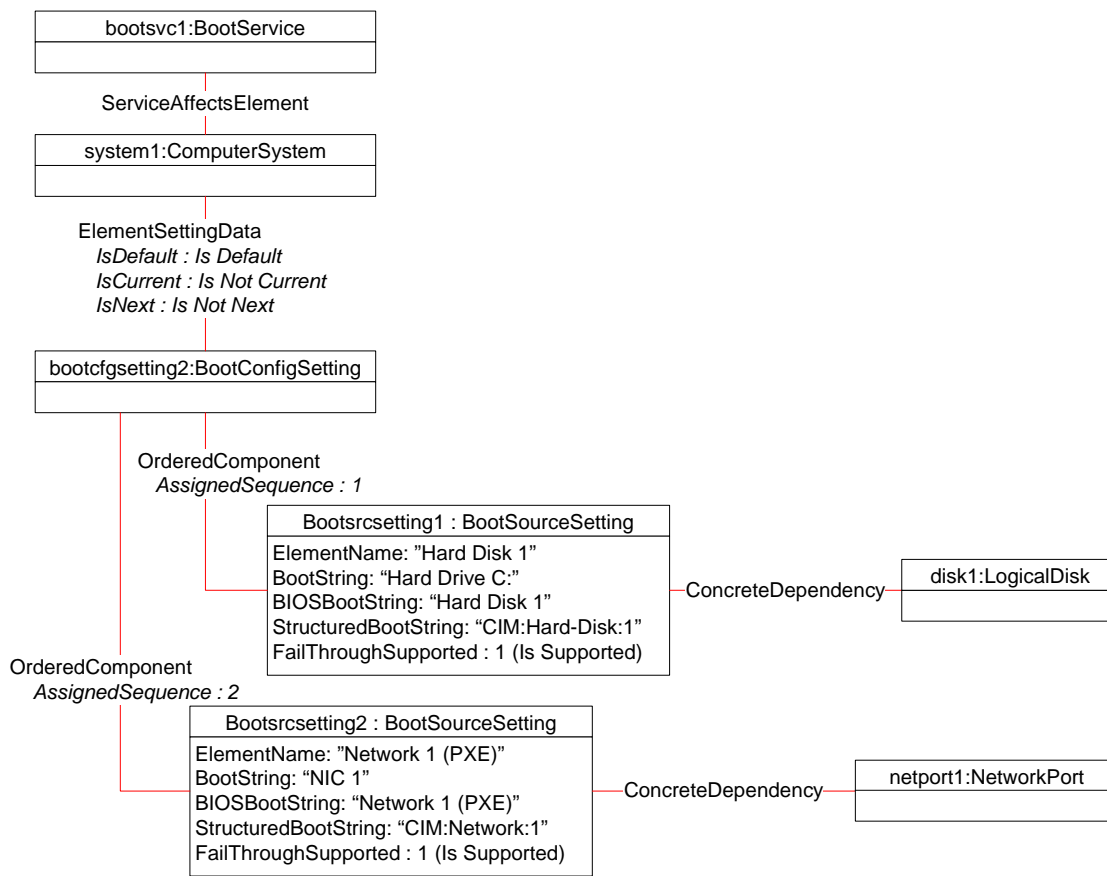 bootsvc1:BootService
ServiceAffectsElement
system1:ComputerSystem
ElementSettingData
IsDefault : Is Default
IsCurrent : Is Not Current
IsNext : Is Not Next
bootcfgsetting2:BootConfigSetting
OrderedComponent
AssignedSequence : 1
Bootsrcsetting1 : BootSourceSetting
ElementName: ”Hard Disk 1”
BootString: “Hard Drive C:”
BIOSBootString: “Hard Disk 1”
StructuredBootString: “CIM:Hard-Disk:1”
FailThroughSupported : 1 (Is Supported)
ConcreteDependency
disk1:LogicalDisk
OrderedComponent
AssignedSequence : 2
Bootsrcsetting2 : BootSourceSetting
ElementName: ”Network 1 (PXE)”
BootString: “NIC 1”
BIOSBootString: “Network 1 (PXE)”
StructuredBootString: “CIM:Network:1”
FailThroughSupported : 1 (Is Supported)
ConcreteDependency
netport1:NetworkPort